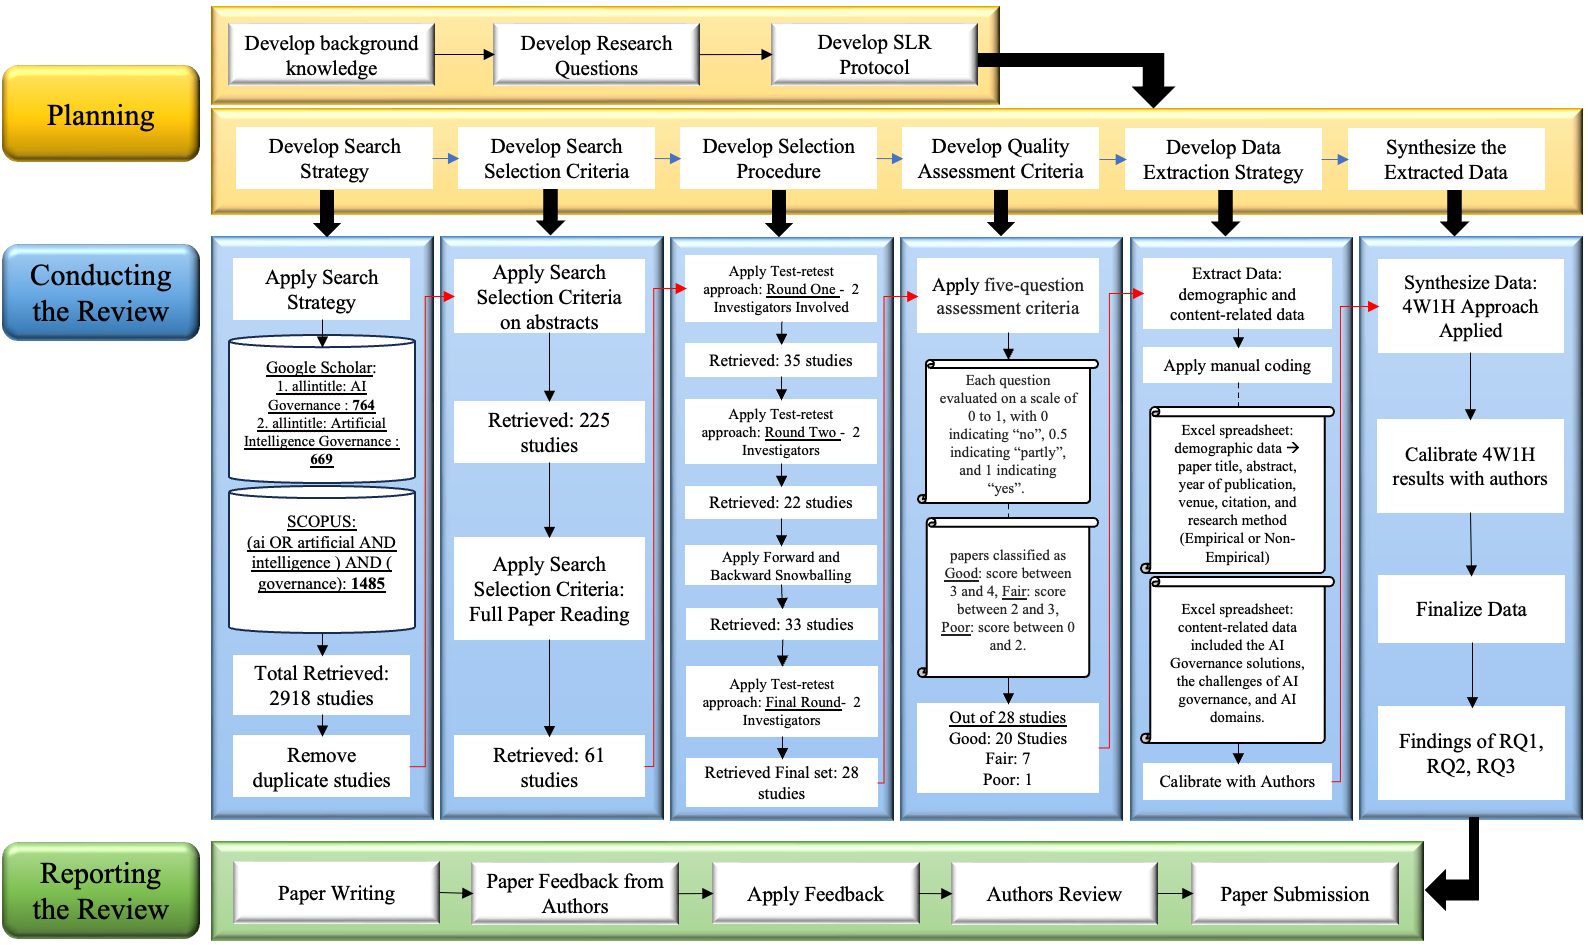 Develop background
knowledge
Develop Research
Questions
Develop SLR
Protocol
Planning
Develop Search
Strategy
Develop Search
Selection Criteria
Develop Selection
Procedure
Develop Quality
Assessment Criteria
Develop Data
Extraction Strategy
Synthesize the
Extracted Data
Conducting
the Review
Apply Search
Strategy
Google Scholar:
1. allintitle: AI
Governance : 764
2. allintitle: Artificial
Intelligence Governance :
669
SCOPUS:
(ai OR artificial AND
intelligence ) AND (
governance): 1485
Total Retrieved:
2918 studies
Remove
duplicate studies
Apply Search
Selection Criteria
on abstracts
Retrieved: 225
studies
Apply Search
Selection Criteria:
Full Paper Reading
Retrieved: 61
studies
Apply Test-retest
approach: Round One - 2
Investigators Involved
Retrieved: 35 studies
Apply Test-retest
approach: Round Two - 2
Investigators
Retrieved: 22 studies
Apply Forward and
Backward Snowballing
Retrieved: 33 studies
Apply Test-retest
approach: Final Round- 2
Investigators
Retrieved Final set: 28
studies
Apply five-question
assessment criteria
Each question
evaluated on a scale of
0 to 1, with 0
indicating “no”, 0.5
indicating “partly”,
and 1 indicating
“yes”.
papers classified as
Good: score between
3 and 4, Fair: score
between 2 and 3,
Poor: score between 0
and 2.
Out of 28 studies
Good: 20 Studies
Fair: 7
Poor: 1
Extract Data:
demographic and
content-related data
Apply manual coding
Excel spreadsheet:
demographic data →
paper title, abstract,
year of publication,
venue, citation, and
research method
(Empirical or Non-
Empirical)
Excel spreadsheet:
content-related data
included the AI
Governance solutions,
the challenges of AI
governance, and AI
domains.
Calibrate with Authors
Synthesize Data:
4W1H Approach
Applied
Calibrate 4W1H
results with authors
Finalize Data
Findings of RQ1,
RQ2, RQ3
Reporting
the Review
Paper Writing
Paper Feedback from
Authors
Apply Feedback
Authors Review
Paper Submission